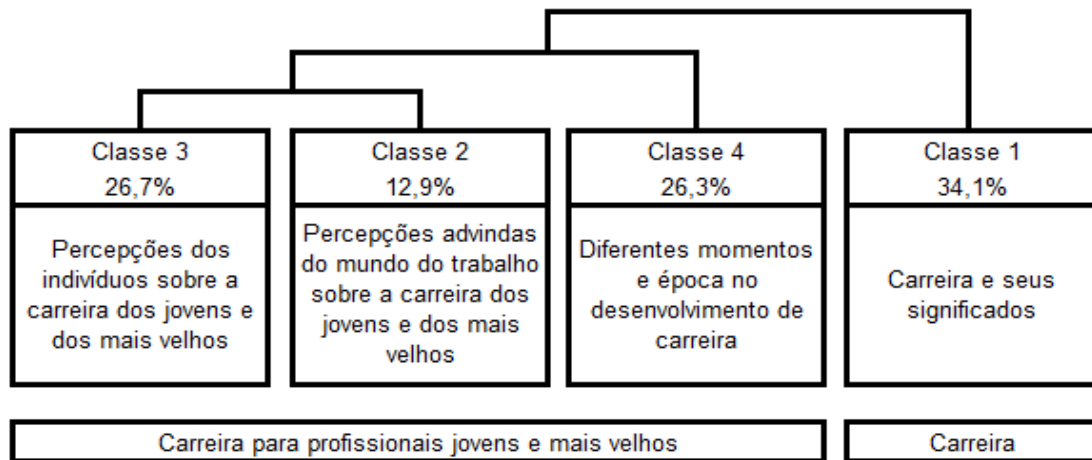 Classe 3
26,7%
Percepções dos
indivíduos sobre a
carreira dos jovens e
dos mais velhos
Classe 2
12,9%
Percepções advindas
do mundo do trabalho
sobre a carreira dos
jovens e dos mais
velhos
Classe 4
26,3%
Diferentes momentos
e época no
desenvolvimento de
carreira
Classe 1
34,1%
Carreira e seus
significados
Carreira para profissionais jovens e mais velhos
Carreira